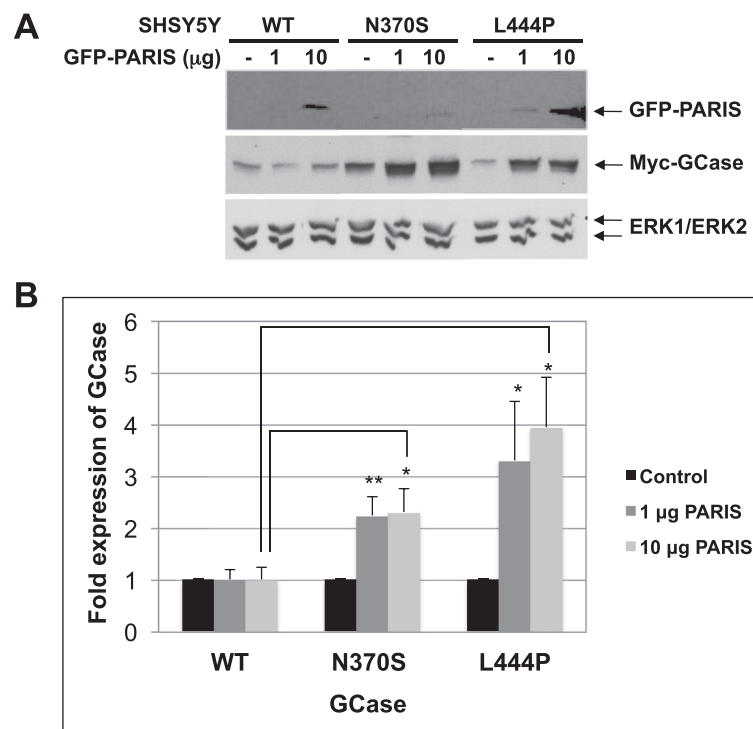 A
SHSY5Y WT N370S L444P
GFP-PARIS (µg) - 1 10 - 1 10 - 1 10
GFP-PARIS
Myc-GCase
ERK1/ERK2
B
Fold expression of GCase
6
5
4
3
2
1
0
** * * *
Control
1 µg PARIS
10 µg PARIS
WT N370S L444P
GCase